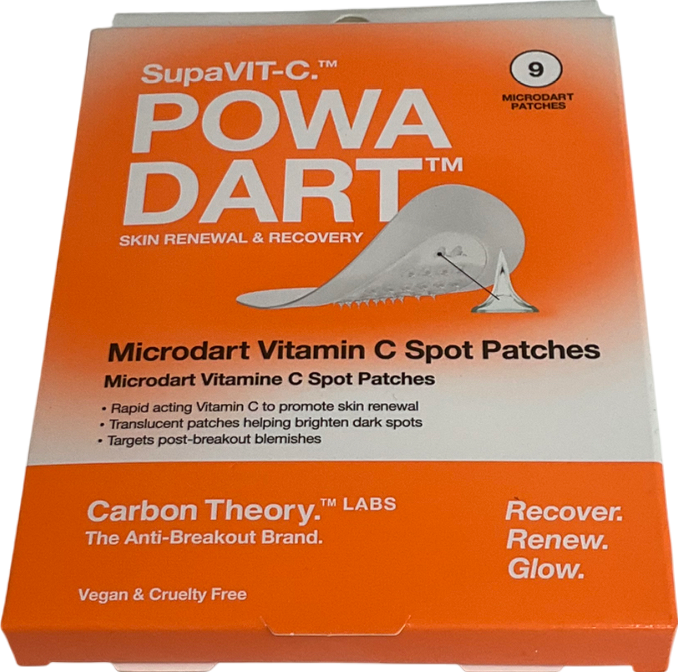 SupaVIT-C.™
POWA
DART™
SKIN RENEWAL & RECOVERY
9
MICRODART
PATCHES
Microdart Vitamin C Spot Patches
Microdart Vitamine C Spot Patches
• Rapid acting Vitamin C to promote skin renewal
• Translucent patches helping brighten dark spots
• Targets post-breakout blemishes
Carbon Theory.™ LABS
The Anti-Breakout Brand.
Recover.
Renew.
Glow.
Vegan & Cruelty Free